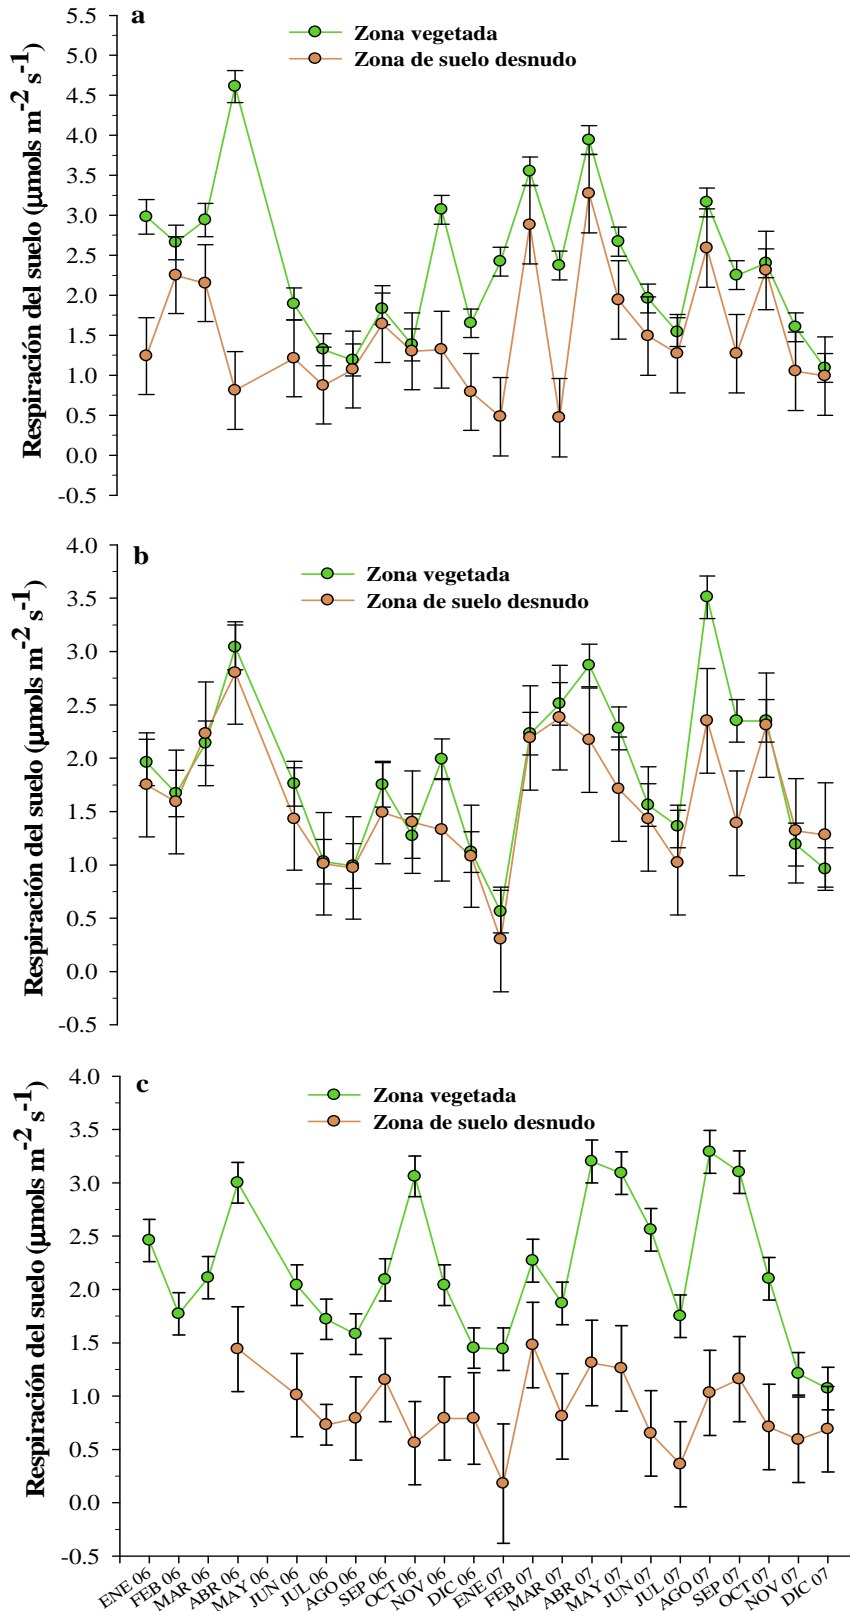 a
Zona vegetada
Zona de suelo desnudo
Respiración del suelo (µmols m-2 s-1)
5.5
5.0
4.5
4.0
3.5
3.0
2.5
2.0
1.5
1.0
0.5
0.0
-0.5
b
Zona vegetada
Zona de suelo desnudo
Respiración del suelo (µmols m-2 s-1)
4.0
3.5
3.0
2.5
2.0
1.5
1.0
0.5
0.0
-0.5
c
Zona vegetada
Zona de suelo desnudo
Respiración del suelo (µmols m-2 s-1)
4.0
3.5
3.0
2.5
2.0
1.5
1.0
0.5
0.0
-0.5
ENE 06
FEB 06
MAR 06
ABR 06
MAY 06
JUN 06
JUL 06
AGO 06
SEP 06
OCT 06
NOV 06
DIC 06
ENE 07
FEB 07
MAR 07
ABR 07
MAY 07
JUN 07
JUL 07
AGO 07
SEP 07
OCT 07
NOV 07
DIC 07